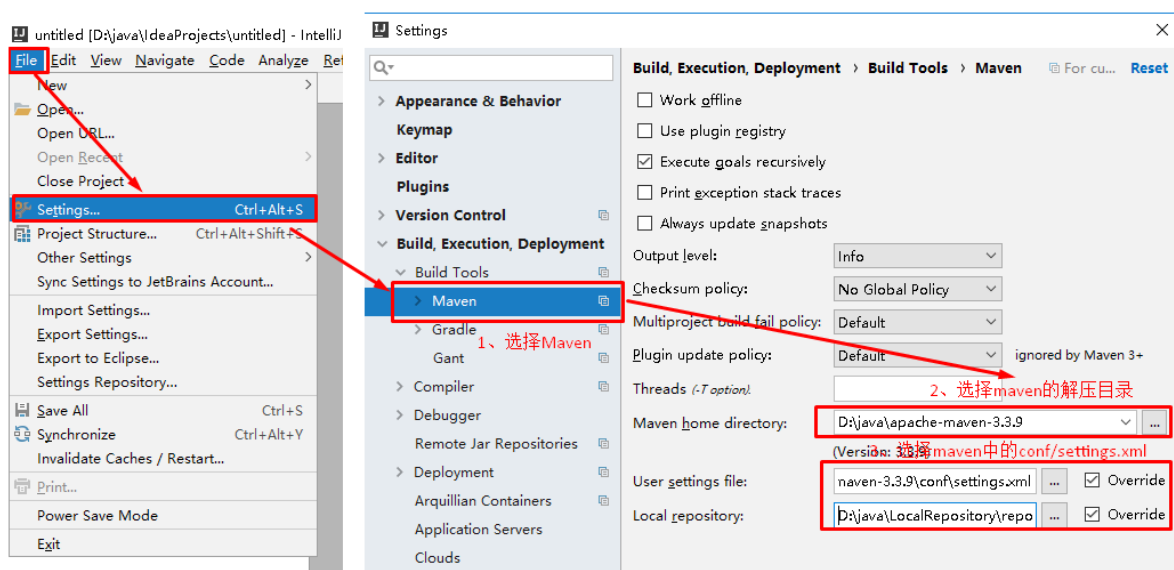 untitled [D:\java\IdeaProjects\untitled] - IntelliJ
File Edit View Navigate Code Analyze Ref
New
Open...
Open URL...
Open Recent
Close Project
Settings... Ctrl+Alt+S
Project Structure... Ctrl+Alt+Shift+S
Other Settings
Sync Settings to JetBrains Account...
Import Settings...
Export Settings...
Export to Eclipse...
Settings Repository...
Save All Ctrl+S
Synchronize Ctrl+Alt+Y
Invalidate Caches / Restart...
Print...
Power Save Mode
Exit
Settings
Appearance & Behavior
Keymap
Editor
Plugins
Version Control
Build, Execution, Deployment
Build Tools
Maven
Gradle
1、选择Maven
Gant
Compiler
Debugger
Remote Jar Repositories
Deployment
Arquillian Containers
Application Servers
Clouds
Build, Execution, Deployment › Build Tools › Maven For cu... Reset
Work offline
Use plugin registry
Execute goals recursively
Print exception stack traces
Always update snapshots
Output level: Info
Checksum policy: No Global Policy
Multiproject build fail policy: Default
Plugin update policy: Default ignored by Maven 3+
Threads (-T option).
2、选择maven的解压目录
Maven home directory: D:\java\apache-maven-3.3.9 ...
(Version: 3.3.9)
3、选择maven中的conf/settings.xml
User settings file: naven-3.3.9\conf\settings.xml ... Override
Local repository: D:\java\LocalRepository\repo ... Override